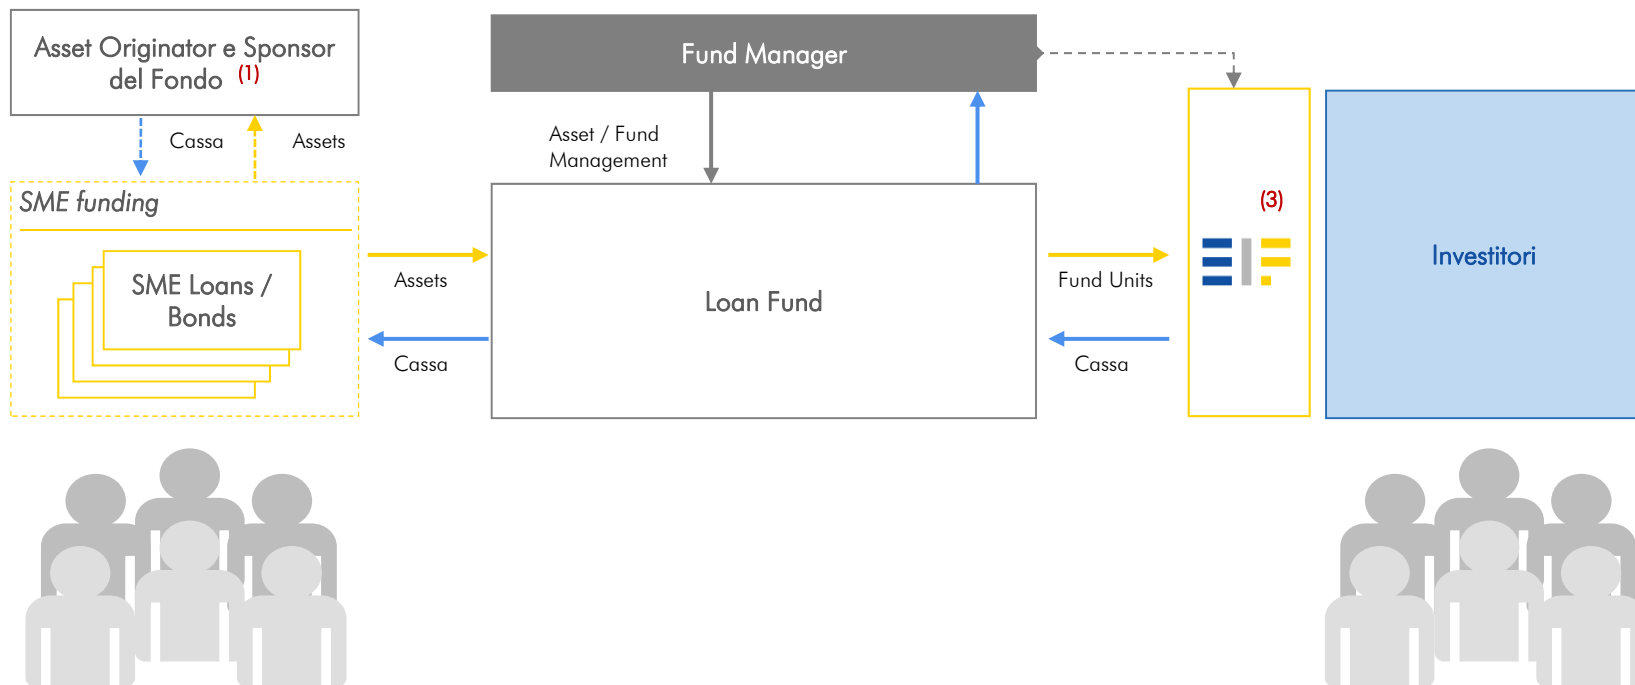 Asset Originator e Sponsor
del Fondo (1)
Fund Manager
Cassa
Assets
Asset / Fund
Management
SME funding
SME Loans /
Bonds
Assets
Cassa
Loan Fund
Fund Units
Cassa
(3)
EIF
Investitori